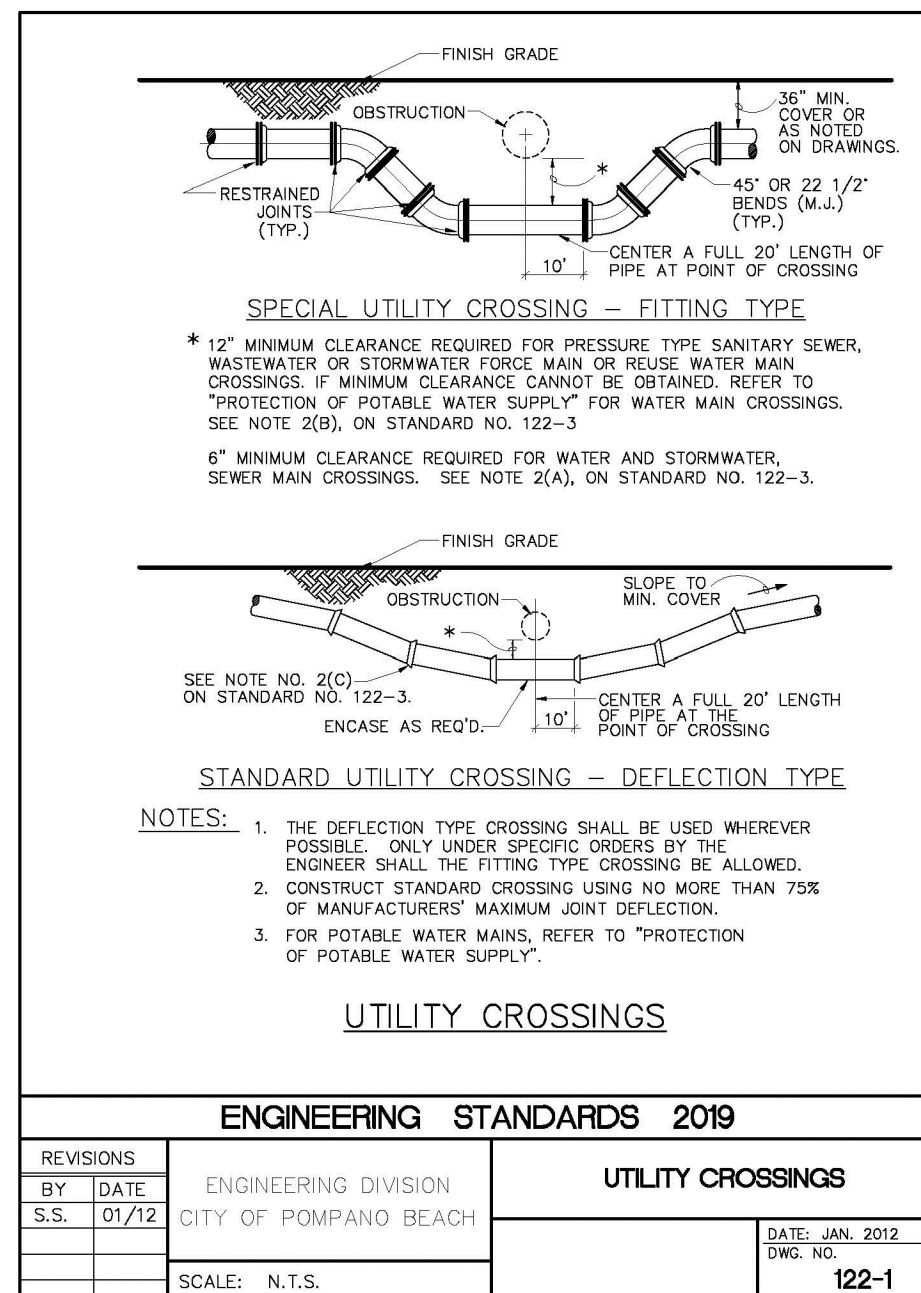 FINISH GRADE
OBSTRUCTION
36" MIN.
COVER OR
AS NOTED
ON DRAWINGS.
*
RESTRAINED
JOINTS
(TYP.)
45° OR 22 1/2°
BENDS (M.J.)
(TYP.)
10'
CENTER A FULL 20' LENGTH OF
PIPE AT POINT OF CROSSING
SPECIAL UTILITY CROSSING – FITTING TYPE
* 12" MINIMUM CLEARANCE REQUIRED FOR PRESSURE TYPE SANITARY SEWER,
WASTEWATER OR STORMWATER FORCE MAIN OR REUSE WATER MAIN
CROSSINGS. IF MINIMUM CLEARANCE CANNOT BE OBTAINED. REFER TO
"PROTECTION OF POTABLE WATER SUPPLY" FOR WATER MAIN CROSSINGS.
SEE NOTE 2(B), ON STANDARD NO. 122–3
6" MINIMUM CLEARANCE REQUIRED FOR WATER AND STORMWATER,
SEWER MAIN CROSSINGS. SEE NOTE 2(A), ON STANDARD NO. 122–3.
FINISH GRADE
OBSTRUCTION
SLOPE TO
MIN. COVER
*
SEE NOTE NO. 2(C)
ON STANDARD NO. 122–3.
ENCASE AS REQ'D.
10'
CENTER A FULL 20' LENGTH
OF PIPE AT THE
POINT OF CROSSING
STANDARD UTILITY CROSSING – DEFLECTION TYPE
NOTES:
1. THE DEFLECTION TYPE CROSSING SHALL BE USED WHEREVER
POSSIBLE. ONLY UNDER SPECIFIC ORDERS BY THE
ENGINEER SHALL THE FITTING TYPE CROSSING BE ALLOWED.
2. CONSTRUCT STANDARD CROSSING USING NO MORE THAN 75%
OF MANUFACTURERS' MAXIMUM JOINT DEFLECTION.
3. FOR POTABLE WATER MAINS, REFER TO "PROTECTION
OF POTABLE WATER SUPPLY".
UTILITY CROSSINGS
ENGINEERING STANDARDS 2019
REVISIONS
BY DATE
S.S. 01/12
ENGINEERING DIVISION
CITY OF POMPANO BEACH
SCALE: N.T.S.
UTILITY CROSSINGS
DATE: JAN. 2012
DWG. NO.
122-1